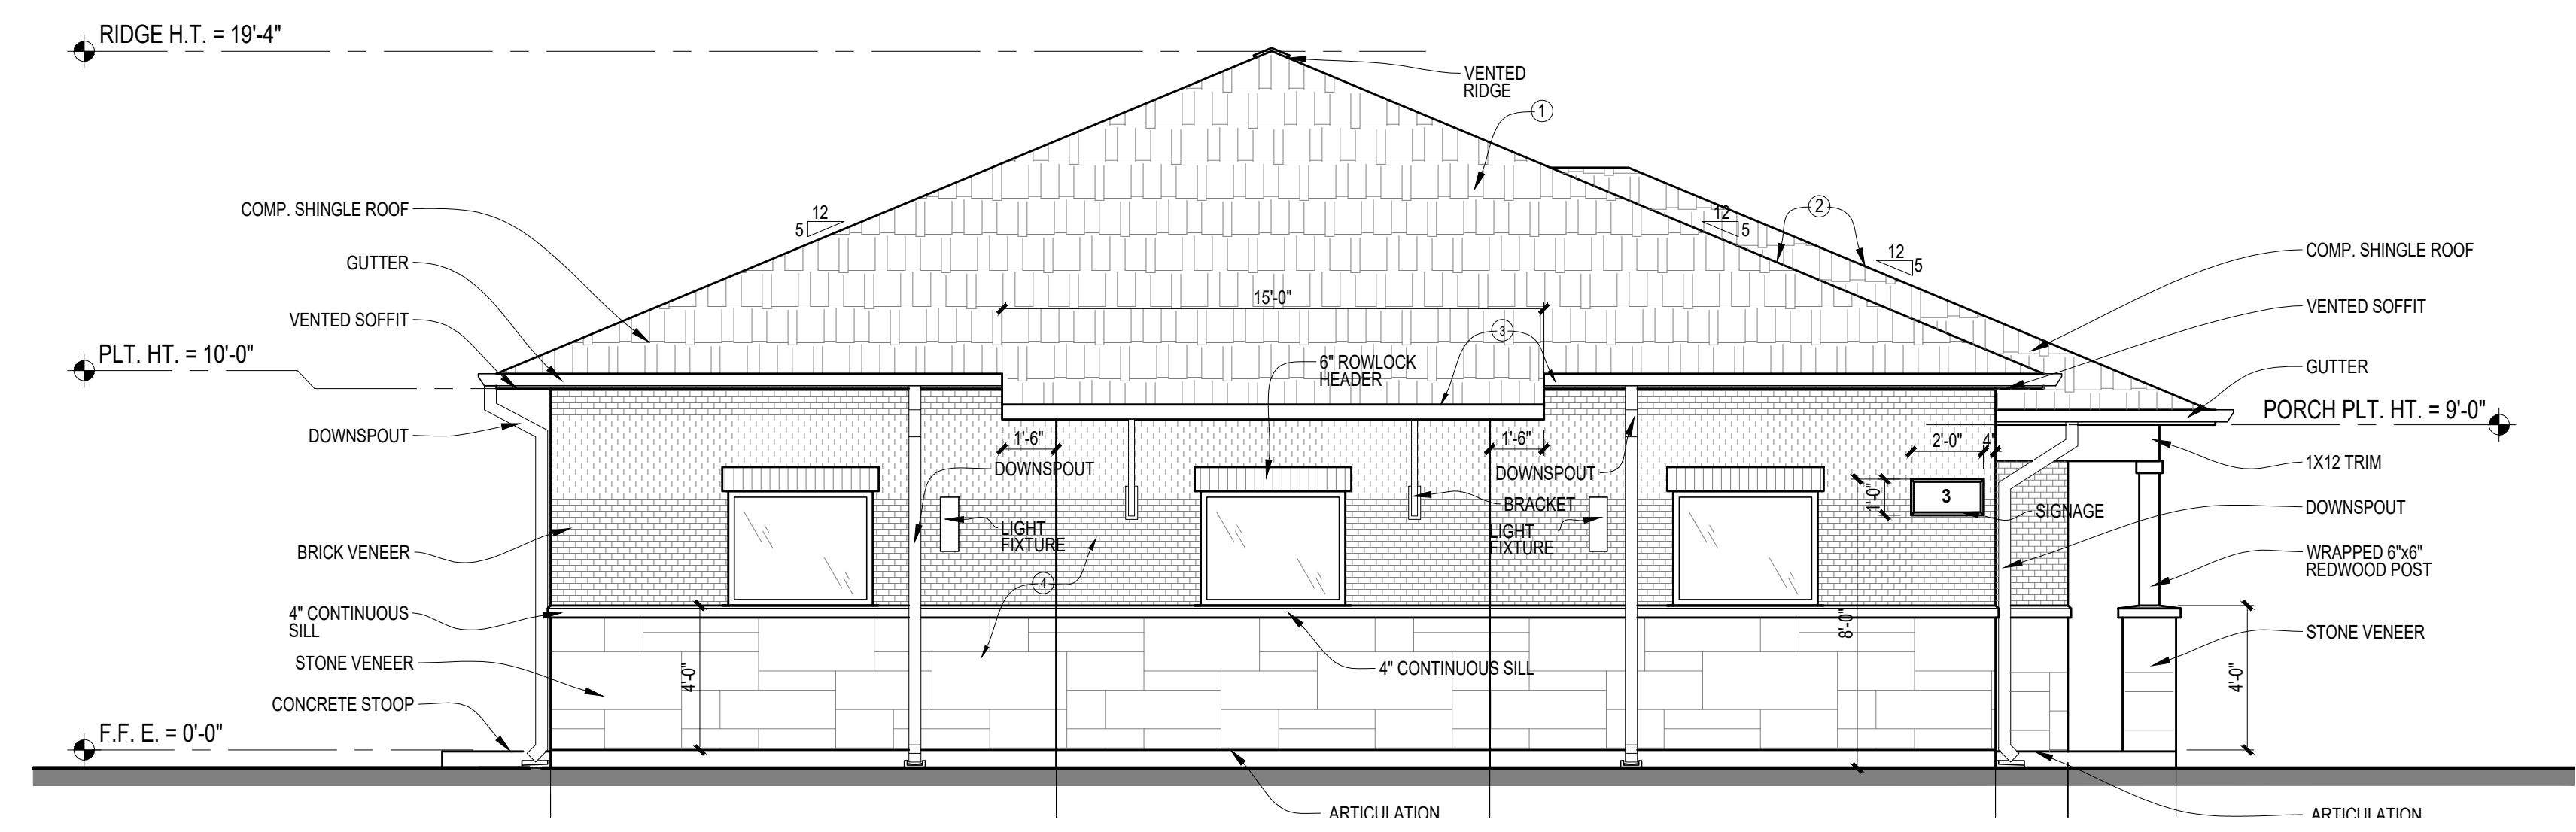 RIDGE H.T. = 19'-4"
VENTED
RIDGE
1
COMP. SHINGLE ROOF
12
5
12
5
2
12
5
COMP. SHINGLE ROOF
GUTTER
VENTED SOFFIT
15'-0"
3
VENTED SOFFIT
PLT. HT. = 10'-0"
6" ROWLOCK
HEADER
GUTTER
PORCH PLT. HT. = 9'-0"
DOWNSPOUT
1'-6"
1'-6"
2'-0"
4"
DOWNSPOUT
DOWNSPOUT
1X12 TRIM
BRACKET
1'-0"
3
SIGNAGE
DOWNSPOUT
LIGHT
FIXTURE
LIGHT
FIXTURE
BRICK VENEER
WRAPPED 6"x6"
REDWOOD POST
4
4" CONTINUOUS
SILL
8'-0"
STONE VENEER
STONE VENEER
4'-0"
4" CONTINUOUS SILL
4'-0"
CONCRETE STOOP
F.F. E. = 0'-0"
ARTICULATION
ARTICULATION